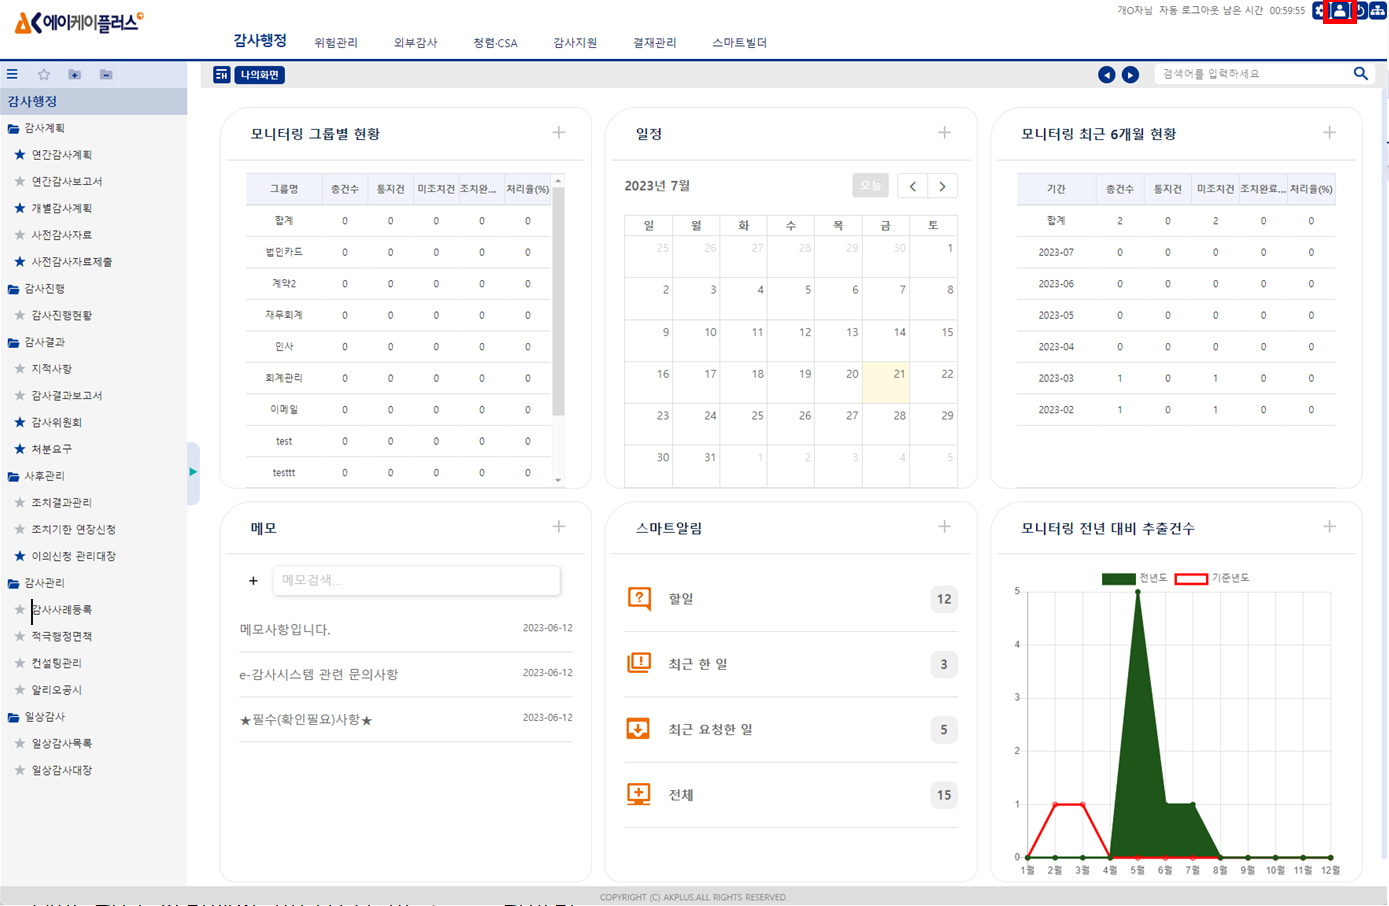 개O자님 자동 로그아웃 남은 시간 00:59:55
에이케이플러스
감사행정 위험관리 외부감사 청렴·CSA 감사지원 결재관리 스마트빌더
나의화면
검색어를 입력하세요
감사행정
감사계획
연간감사계획
연간감사보고서
개별감사계획
사전감사자료
사전감사자료제출
감사진행
감사진행현황
감사결과
지적사항
감사결과보고서
감사위원회
처분요구
사후관리
조치결과관리
조치기한 연장신청
이의신청 관리대장
감사관리
감사사례등록
적극행정면책
컨설팅관리
알리오공시
일상감사
일상감사목록
일상감사대장
모니터링 그룹별 현황
그룹명 총건수 통지건 미조치건 조치완... 처리율(%)
합계 0 0 0 0 0
법인카드 0 0 0 0 0
계약2 0 0 0 0 0
재무회계 0 0 0 0 0
인사 0 0 0 0 0
회계관리 0 0 0 0 0
이메일 0 0 0 0 0
test 0 0 0 0 0
testtt 0 0 0 0 0
일정
2023년 7월
오늘
일 월 화 수 목 금 토
25 26 27 28 29 30 1
2 3 4 5 6 7 8
9 10 11 12 13 14 15
16 17 18 19 20 21 22
23 24 25 26 27 28 29
30 31 1 2 3 4 5
모니터링 최근 6개월 현황
기간 총건수 통지건 미조치건 조치완료... 처리율(%)
합계 2 0 2 0 0
2023-07 0 0 0 0 0
2023-06 0 0 0 0 0
2023-05 0 0 0 0 0
2023-04 0 0 0 0 0
2023-03 1 0 1 0 0
2023-02 1 0 1 0 0
메모
메모검색...
메모사항입니다. 2023-06-12
e-감사시스템 관련 문의사항 2023-06-12
★필수(확인필요)사항★ 2023-06-12
스마트알림
할일 12
최근 한 일 3
최근 요청한 일 5
전체 15
모니터링 전년 대비 추출건수
전년도 기준년도
5
4
3
2
1
0
1월 2월 3월 4월 5월 6월 7월 8월 9월 10월 11월 12월
COPYRIGHT (C) AKPLUS.ALL RIGHTS RESERVED.